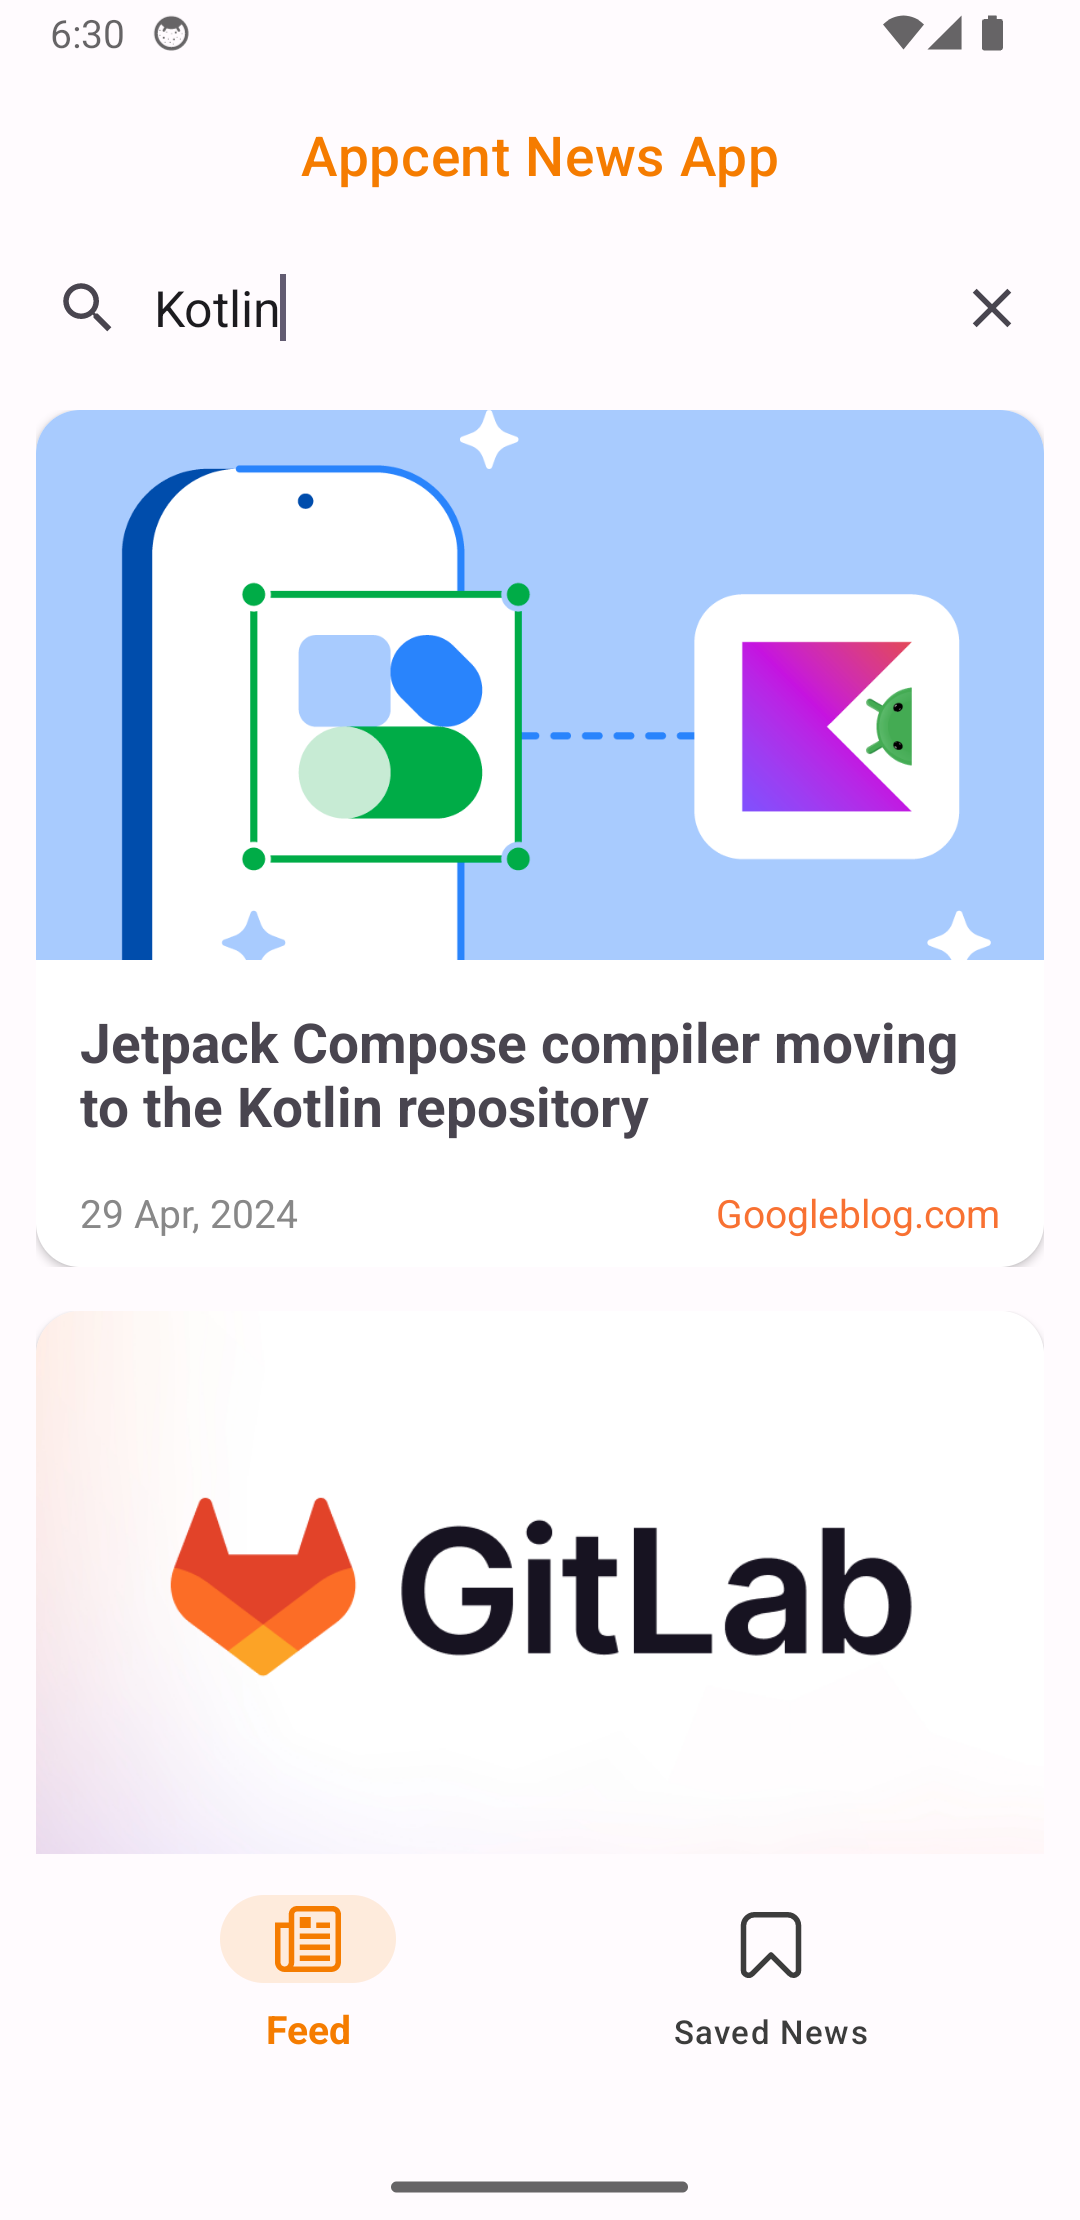 6:30
Appcent News App
Kotlin
Jetpack Compose compiler moving
to the Kotlin repository
29 Apr, 2024
Googleblog.com
GitLab
Feed
Saved News